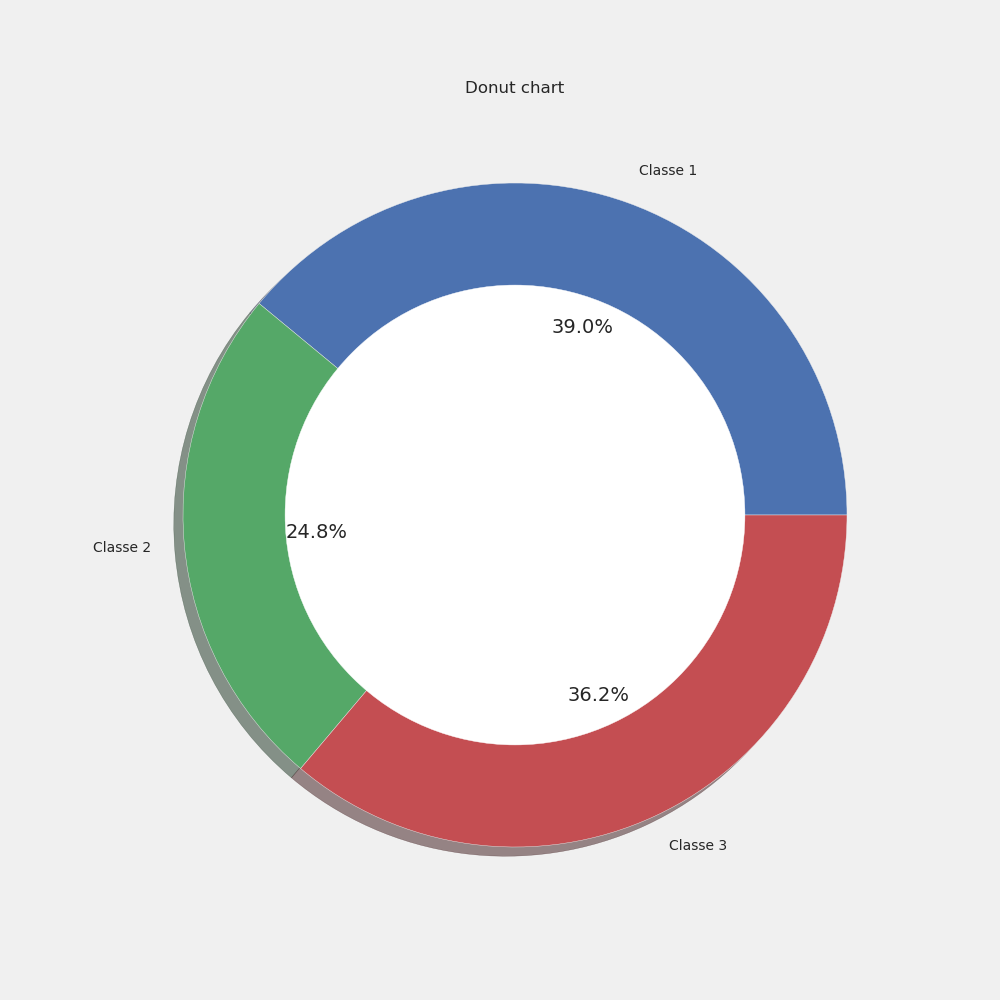 Donut chart
Classe 1
39.0%
24.8%
Classe 2
36.2%
Classe 3